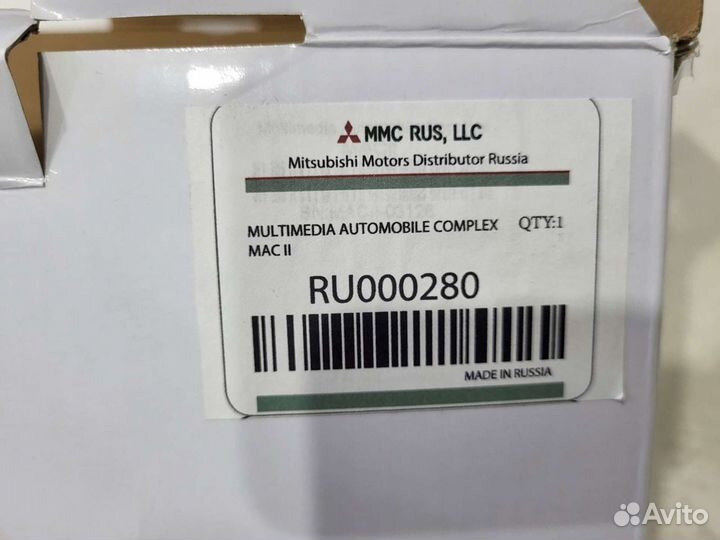 MMC RUS, LLC
Mitsubishi Motors Distributor Russia
MULTIMEDIA AUTOMOBILE COMPLEX QTY:1
MAC II
RU000280
MADE IN RUSSIA
Avito